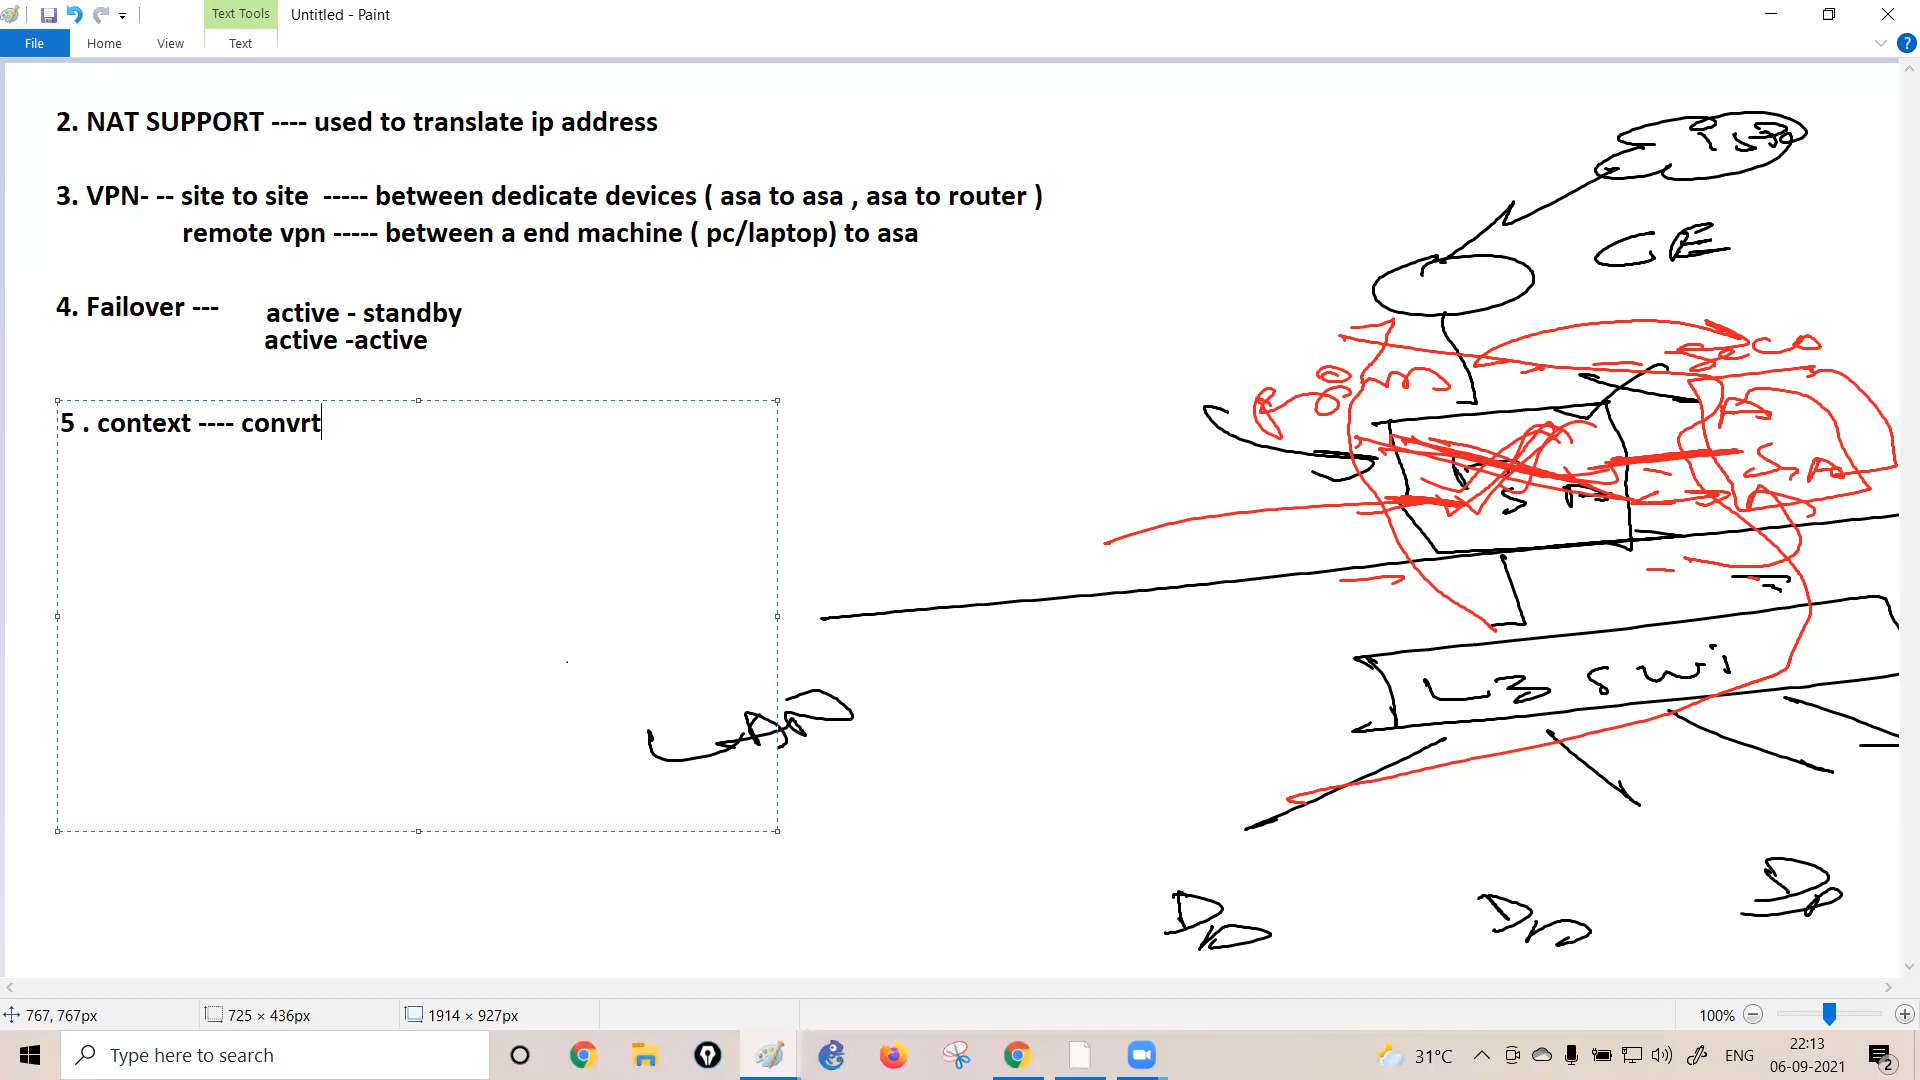 Text Tools
Untitled - Paint
File
Home
View
Text
2. NAT SUPPORT ---- used to translate ip address
3. VPN- -- site to site ----- between dedicate devices ( asa to asa , asa to router )
remote vpn ----- between a end machine ( pc/laptop) to asa
4. Failover ---
active - standby
active -active
5 . context ---- convrt
CE
L3 swi
767, 767px
725 × 436px
1914 × 927px
100%
Type here to search
31°C
ENG
22:13
06-09-2021
2